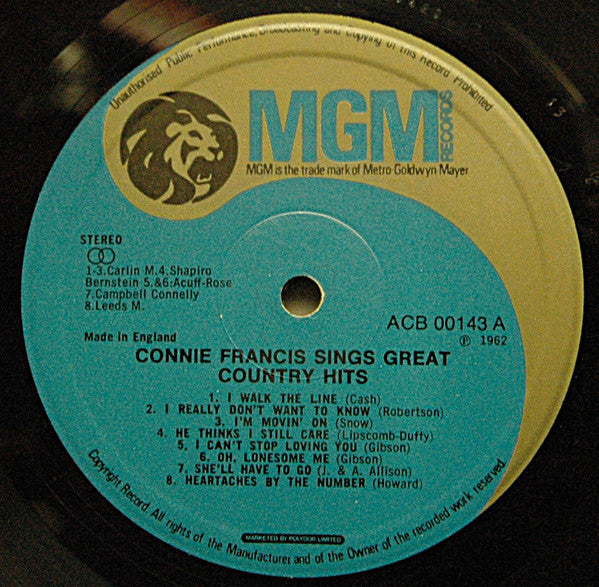 Unauthorised Public Performance, Broadcasting and Copying of this Record Prohibited
MGM
RECORDS
MGM is the trade mark of Metro-Goldwyn-Mayer
STEREO
1-3.Carlin M.4.Shapiro
Bernstein 5.&6:Acuff-Rose
7.Campbell Connelly
8.Leeds M.
Made in England
ACB 00143 A
℗ 1962
CONNIE FRANCIS SINGS GREAT
COUNTRY HITS
1. I WALK THE LINE (Cash)
2. I REALLY DON'T WANT TO KNOW (Robertson)
3. I'M MOVIN' ON (Snow)
4. HE THINKS I STILL CARE (Lipscomb-Duffy)
5. I CAN'T STOP LOVING YOU (Gibson)
6. OH, LONESOME ME (Gibson)
7. SHE'LL HAVE TO GO (J. & A. Allison)
8. HEARTACHES BY THE NUMBER (Howard)
MARKETED BY POLYDOR LIMITED
Copyright Record. All rights of the Manufacturer and of the Owner of the recorded work reserved